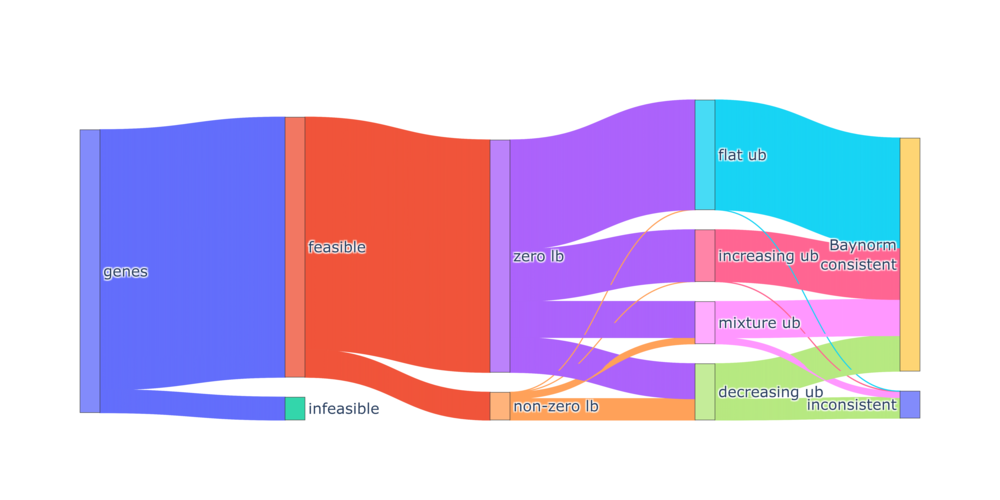 genes
feasible
infeasible
zero lb
non-zero lb
flat ub
increasing ub
mixture ub
decreasing ub
Baynorm
consistent
inconsistent